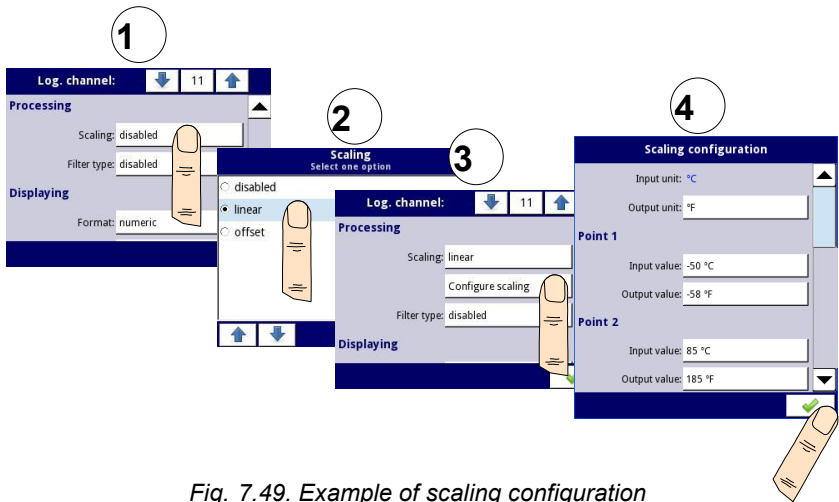 1
Log. channel: 11
Processing
Scaling: disabled
Filter type: disabled
Displaying
Format: numeric
2
Scaling
Select one option
disabled
linear
offset
3
Log. channel: 11
Processing
Scaling: linear
Configure scaling
Filter type: disabled
Displaying
4
Scaling configuration
Input unit: °C
Output unit: °F
Point 1
Input value: -50 °C
Output value: -58 °F
Point 2
Input value: 85 °C
Output value: 185 °F
Fig. 7.49. Example of scaling configuration